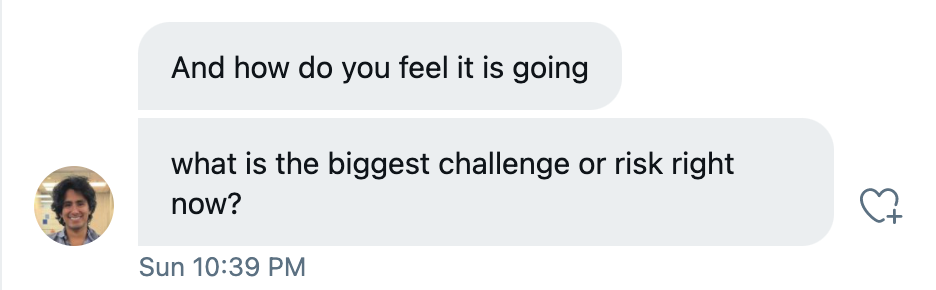 And how do you feel it is going
what is the biggest challenge or risk right
now?
Sun 10:39 PM